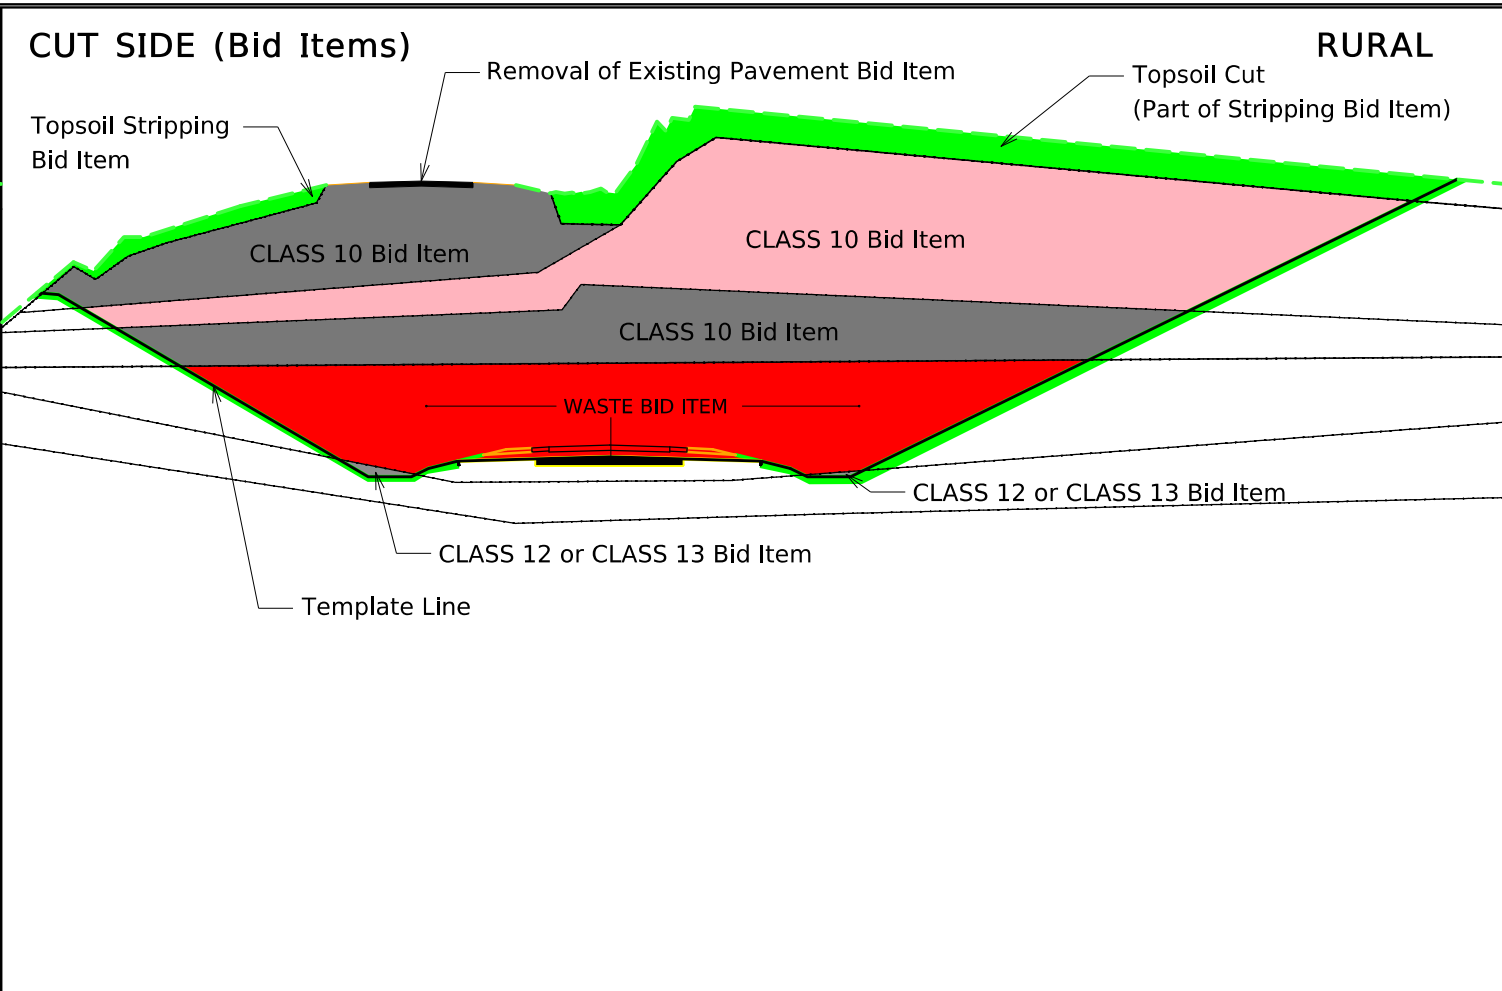 CUT SIDE (Bid Items)
RURAL
Removal of Existing Pavement Bid Item
Topsoil Cut
(Part of Stripping Bid Item)
Topsoil Stripping
Bid Item
CLASS 10 Bid Item
CLASS 10 Bid Item
CLASS 10 Bid Item
WASTE BID ITEM
CLASS 12 or CLASS 13 Bid Item
CLASS 12 or CLASS 13 Bid Item
Template Line